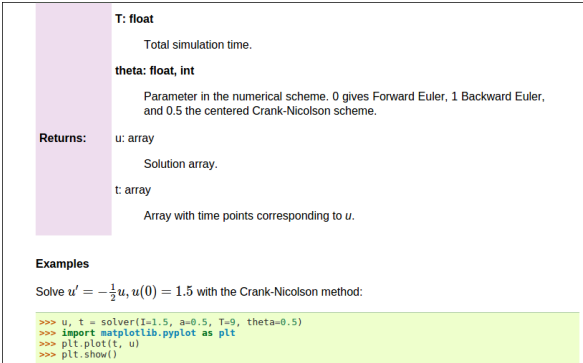 T: float
Total simulation time.
theta: float, int
Parameter in the numerical scheme. 0 gives Forward Euler, 1 Backward Euler,
and 0.5 the centered Crank-Nicolson scheme.
Returns: u: array
Solution array.
t: array
Array with time points corresponding to u.
Examples
Solve u′ = −½u, u(0) = 1.5 with the Crank-Nicolson method:
>>> u, t = solver(I=1.5, a=0.5, T=9, theta=0.5)
>>> import matplotlib.pyplot as plt
>>> plt.plot(t, u)
>>> plt.show()